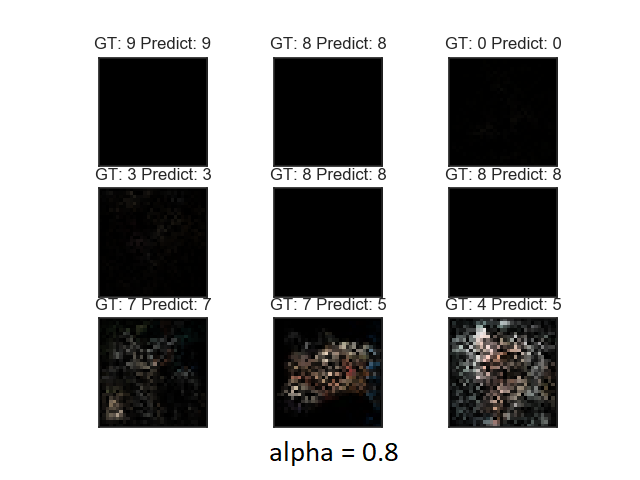 GT: 9 Predict: 9
GT: 8 Predict: 8
GT: 0 Predict: 0
GT: 3 Predict: 3
GT: 8 Predict: 8
GT: 8 Predict: 8
GT: 7 Predict: 7
GT: 7 Predict: 5
GT: 4 Predict: 5
alpha = 0.8